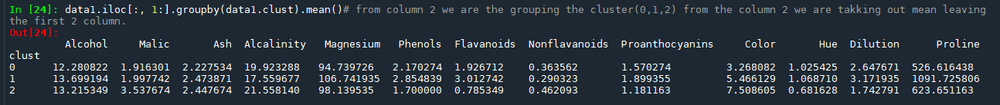 In [24]: data1.iloc[:, 1:].groupby(data1.clust).mean()# from column 2 we are the grouping the cluster(0,1,2) from the column 2 we are takking out mean leaving
the first 2 column.
Out[24]:
Alcohol Malic Ash Alcalinity Magnesium Phenols Flavanoids Nonflavanoids Proanthocyanins Color Hue Dilution Proline
clust
0 12.280822 1.916301 2.227534 19.923288 94.739726 2.170274 1.926712 0.363562 1.570274 3.268082 1.025425 2.647671 526.616438
1 13.699194 1.997742 2.473871 17.559677 106.741935 2.854839 3.012742 0.290323 1.899355 5.466129 1.068710 3.171935 1091.725806
2 13.215349 3.537674 2.447674 21.558140 98.139535 1.700000 0.785349 0.462093 1.181163 7.508605 0.681628 1.742791 623.651163